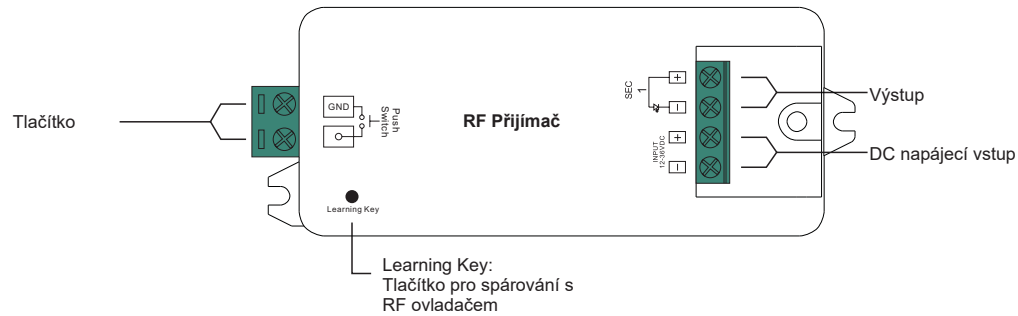 Tlačítko
GND
Push
Switch
Learning Key
RF Přijímač
SEC
1
+
-
+
-
INPUT
12-36VDC
Výstup
DC napájecí vstup
Learning Key:
Tlačítko pro spárování s
RF ovladačem